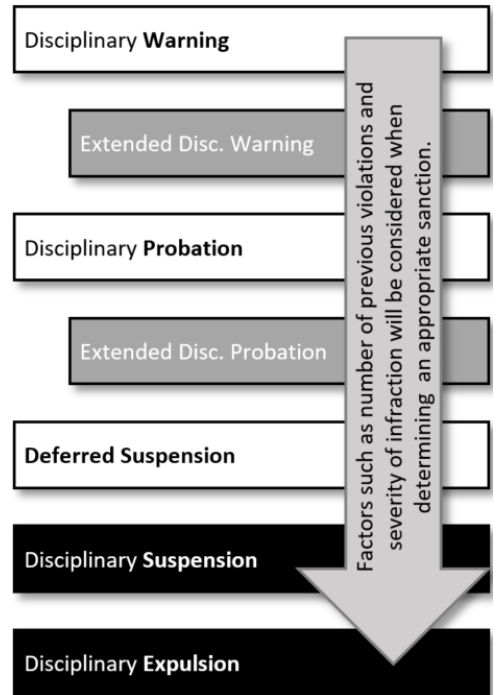 Disciplinary Warning
Extended Disc. Warning
Disciplinary Probation
Extended Disc. Probation
Deferred Suspension
Disciplinary Suspension
Disciplinary Expulsion
Factors such as number of previous violations and
severity of infraction will be considered when
determining an appropriate sanction.